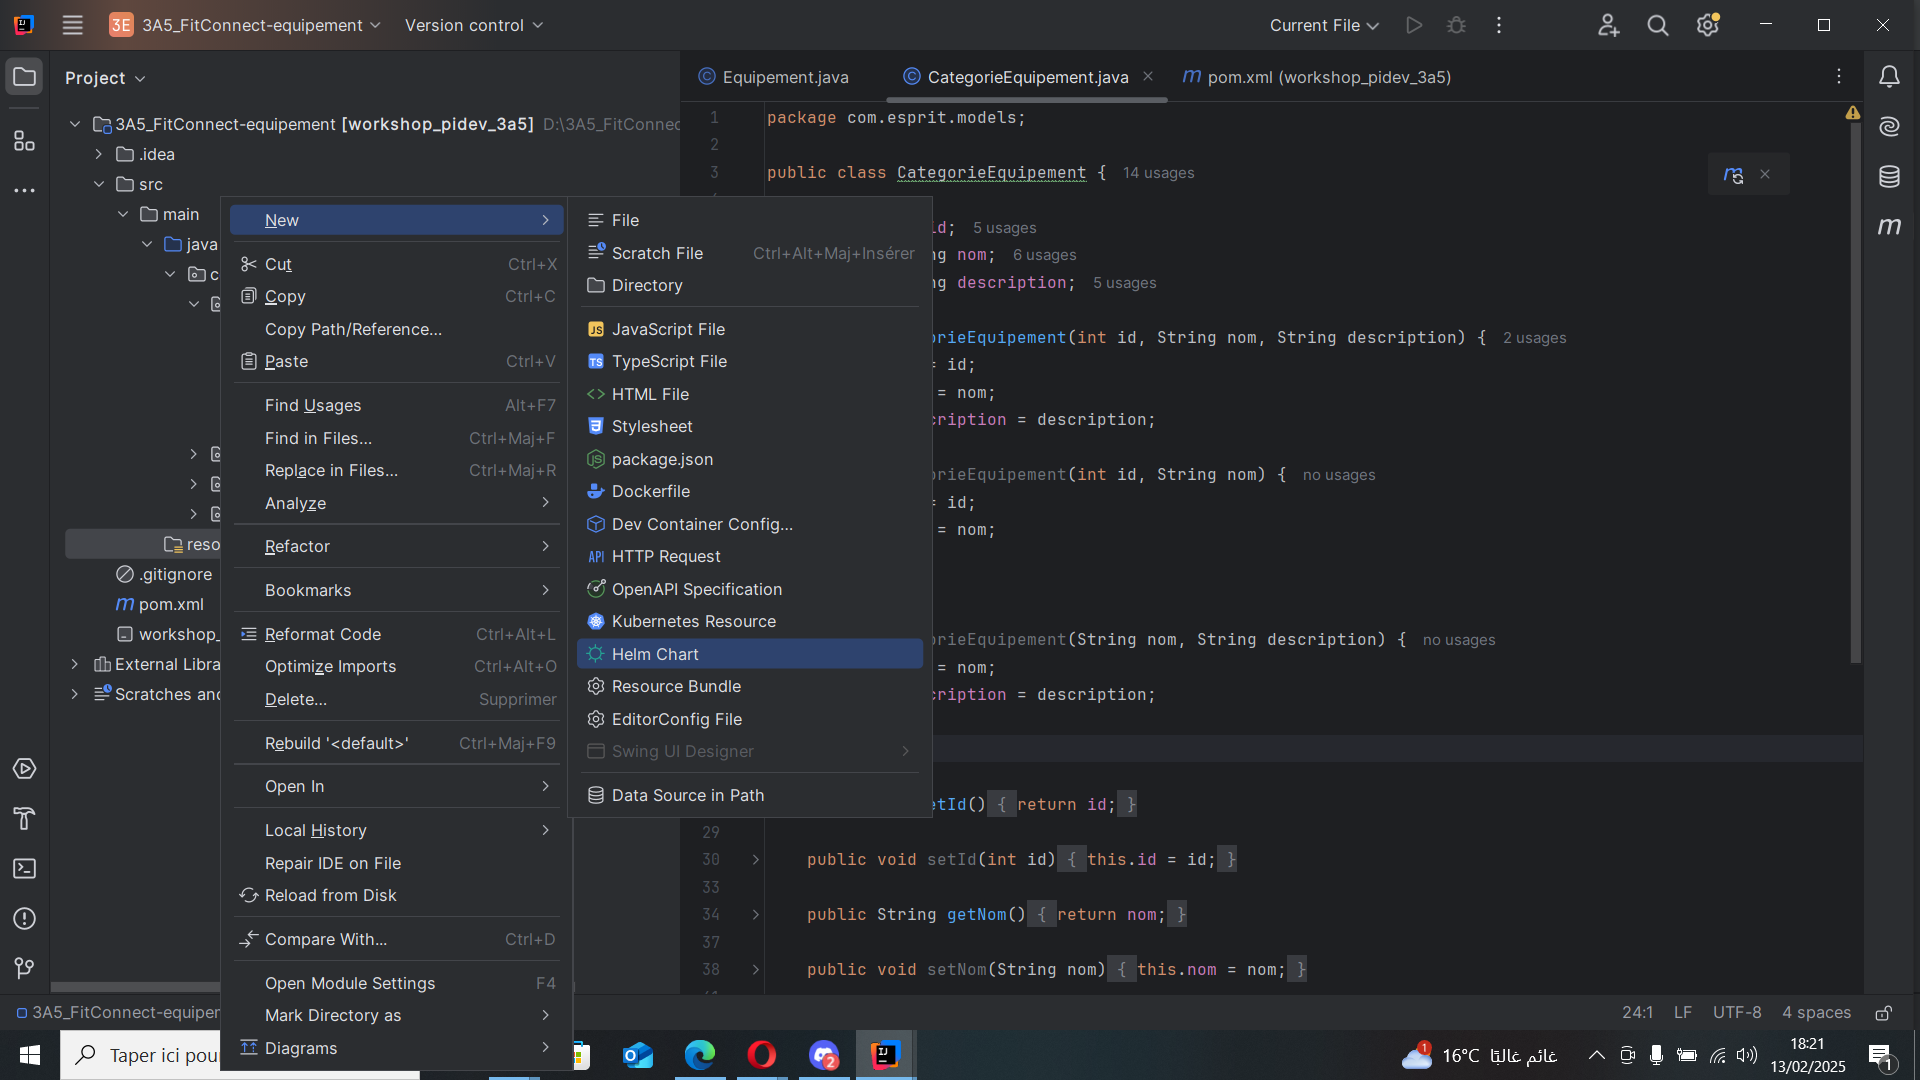 3E 3A5_FitConnect-equipement Version control Current File
Project
Equipement.java CategorieEquipement.java pom.xml (workshop_pidev_3a5)
3A5_FitConnect-equipement [workshop_pidev_3a5] D:\3A5_FitConnec
.idea
src
main
java
c
reso
.gitignore
pom.xml
workshop_
External Libra
Scratches and
New
Cut Ctrl+X
Copy Ctrl+C
Copy Path/Reference...
Paste Ctrl+V
Find Usages Alt+F7
Find in Files... Ctrl+Maj+F
Replace in Files... Ctrl+Maj+R
Analyze
Refactor
Bookmarks
Reformat Code Ctrl+Alt+L
Optimize Imports Ctrl+Alt+O
Delete... Supprimer
Rebuild '<default>' Ctrl+Maj+F9
Open In
Local History
Repair IDE on File
Reload from Disk
Compare With... Ctrl+D
Open Module Settings F4
Mark Directory as
Diagrams
File
Scratch File Ctrl+Alt+Maj+Insérer
Directory
JavaScript File
TypeScript File
HTML File
Stylesheet
package.json
Dockerfile
Dev Container Config...
HTTP Request
OpenAPI Specification
Kubernetes Resource
Helm Chart
Resource Bundle
EditorConfig File
Swing UI Designer
Data Source in Path
1 package com.esprit.models;
2
3 public class CategorieEquipement { 14 usages
id; 5 usages
ng nom; 6 usages
ng description; 5 usages
orieEquipement(int id, String nom, String description) { 2 usages
= id;
= nom;
cription = description;
orieEquipement(int id, String nom) { no usages
= id;
= nom;
orieEquipement(String nom, String description) { no usages
= nom;
cription = description;
etId() { return id; }
29
30 public void setId(int id) { this.id = id; }
33
34 public String getNom() { return nom; }
37
38 public void setNom(String nom) { this.nom = nom; }
3A5_FitConnect-equiper 24:1 LF UTF-8 4 spaces
Taper ici pou
2
1 16°C غائم غالبًا
18:21
13/02/2025
1